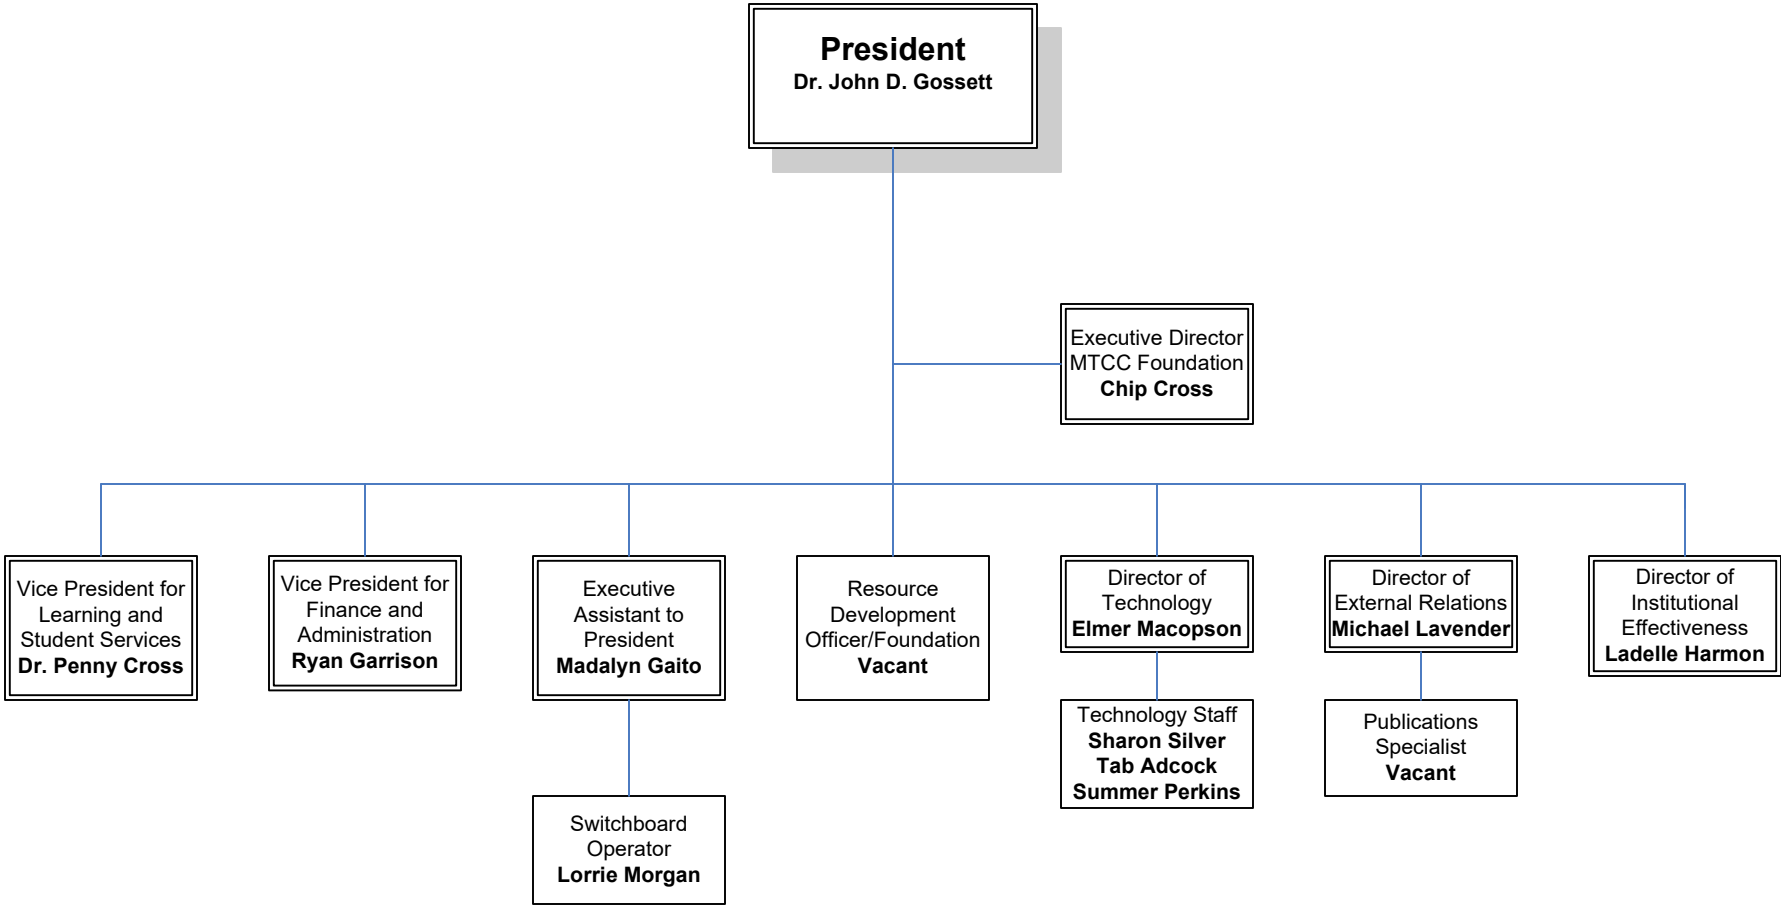 President
Dr. John D. Gossett
Executive Director
MTCC Foundation
Chip Cross
Vice President for
Learning and
Student Services
Dr. Penny Cross
Vice President for
Finance and
Administration
Ryan Garrison
Executive
Assistant to
President
Madalyn Gaito
Resource
Development
Officer/Foundation
Vacant
Director of
Technology
Elmer Macopson
Director of
External Relations
Michael Lavender
Director of
Institutional
Effectiveness
Ladelle Harmon
Technology Staff
Sharon Silver
Tab Adcock
Summer Perkins
Publications
Specialist
Vacant
Switchboard
Operator
Lorrie Morgan